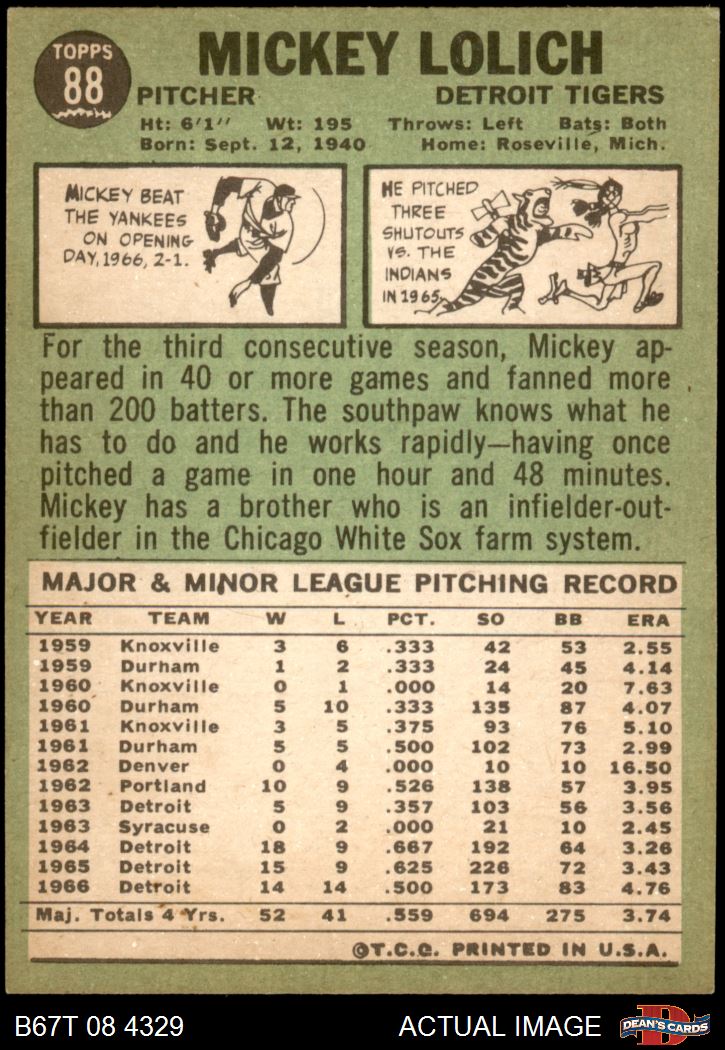 TOPPS
88
MICKEY LOLICH
PITCHER DETROIT TIGERS
Ht: 6'1" Wt: 195 Throws: Left Bats: Both
Born: Sept. 12, 1940 Home: Roseville, Mich.
MICKEY BEAT
THE YANKEES
ON OPENING
DAY, 1966, 2-1.
HE PITCHED
THREE
SHUTOUTS
VS. THE
INDIANS
IN 1965.
For the third consecutive season, Mickey ap-
peared in 40 or more games and fanned more
than 200 batters. The southpaw knows what he
has to do and he works rapidly—having once
pitched a game in one hour and 48 minutes.
Mickey has a brother who is an infielder-out-
fielder in the Chicago White Sox farm system.
MAJOR & MINOR LEAGUE PITCHING RECORD
YEAR TEAM W L PCT. SO BB ERA
1959 Knoxville 3 6 .333 42 53 2.55
1959 Durham 1 2 .333 24 45 4.14
1960 Knoxville 0 1 .000 14 20 7.63
1960 Durham 5 10 .333 135 87 4.07
1961 Knoxville 3 5 .375 93 76 5.10
1961 Durham 5 5 .500 102 73 2.99
1962 Denver 0 4 .000 10 10 16.50
1962 Portland 10 9 .526 138 57 3.95
1963 Detroit 5 9 .357 103 56 3.56
1963 Syracuse 0 2 .000 21 10 2.45
1964 Detroit 18 9 .667 192 64 3.26
1965 Detroit 15 9 .625 226 72 3.43
1966 Detroit 14 14 .500 173 83 4.76
Maj. Totals 4 Yrs. 52 41 .559 694 275 3.74
©T.C.G. PRINTED IN U.S.A.
B67T 08 4329 ACTUAL IMAGE
D
DEAN'S CARDS